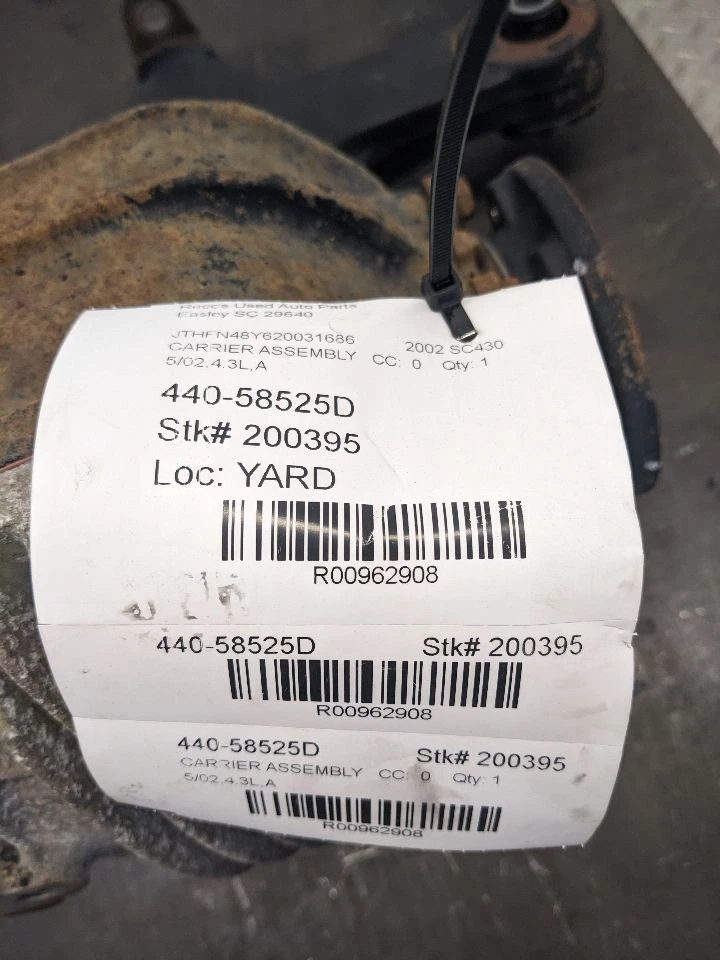 Used Auto Parts
Easley SC 29640
JTHFN48Y620031686 2002 SC430
CARRIER ASSEMBLY CC: 0 Qty: 1
5/02,4.3L,A
440-58525D
Stk# 200395
Loc: YARD
R00962908
440-58525D Stk# 200395
R00962908
440-58525D Stk# 200395
CARRIER ASSEMBLY CC: 0 Qty: 1
5/02,4.3L,A
R00962908